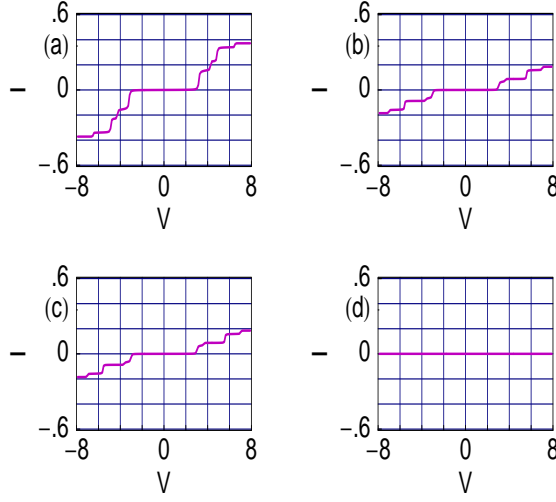 .6 .6
(a) (b)
I 0 I 0
-.6 -.6
-8 0 8 -8 0 8
V V
.6 .6
(c) (d)
I 0 I 0
-.6 -.6
-8 0 8 -8 0 8
V V